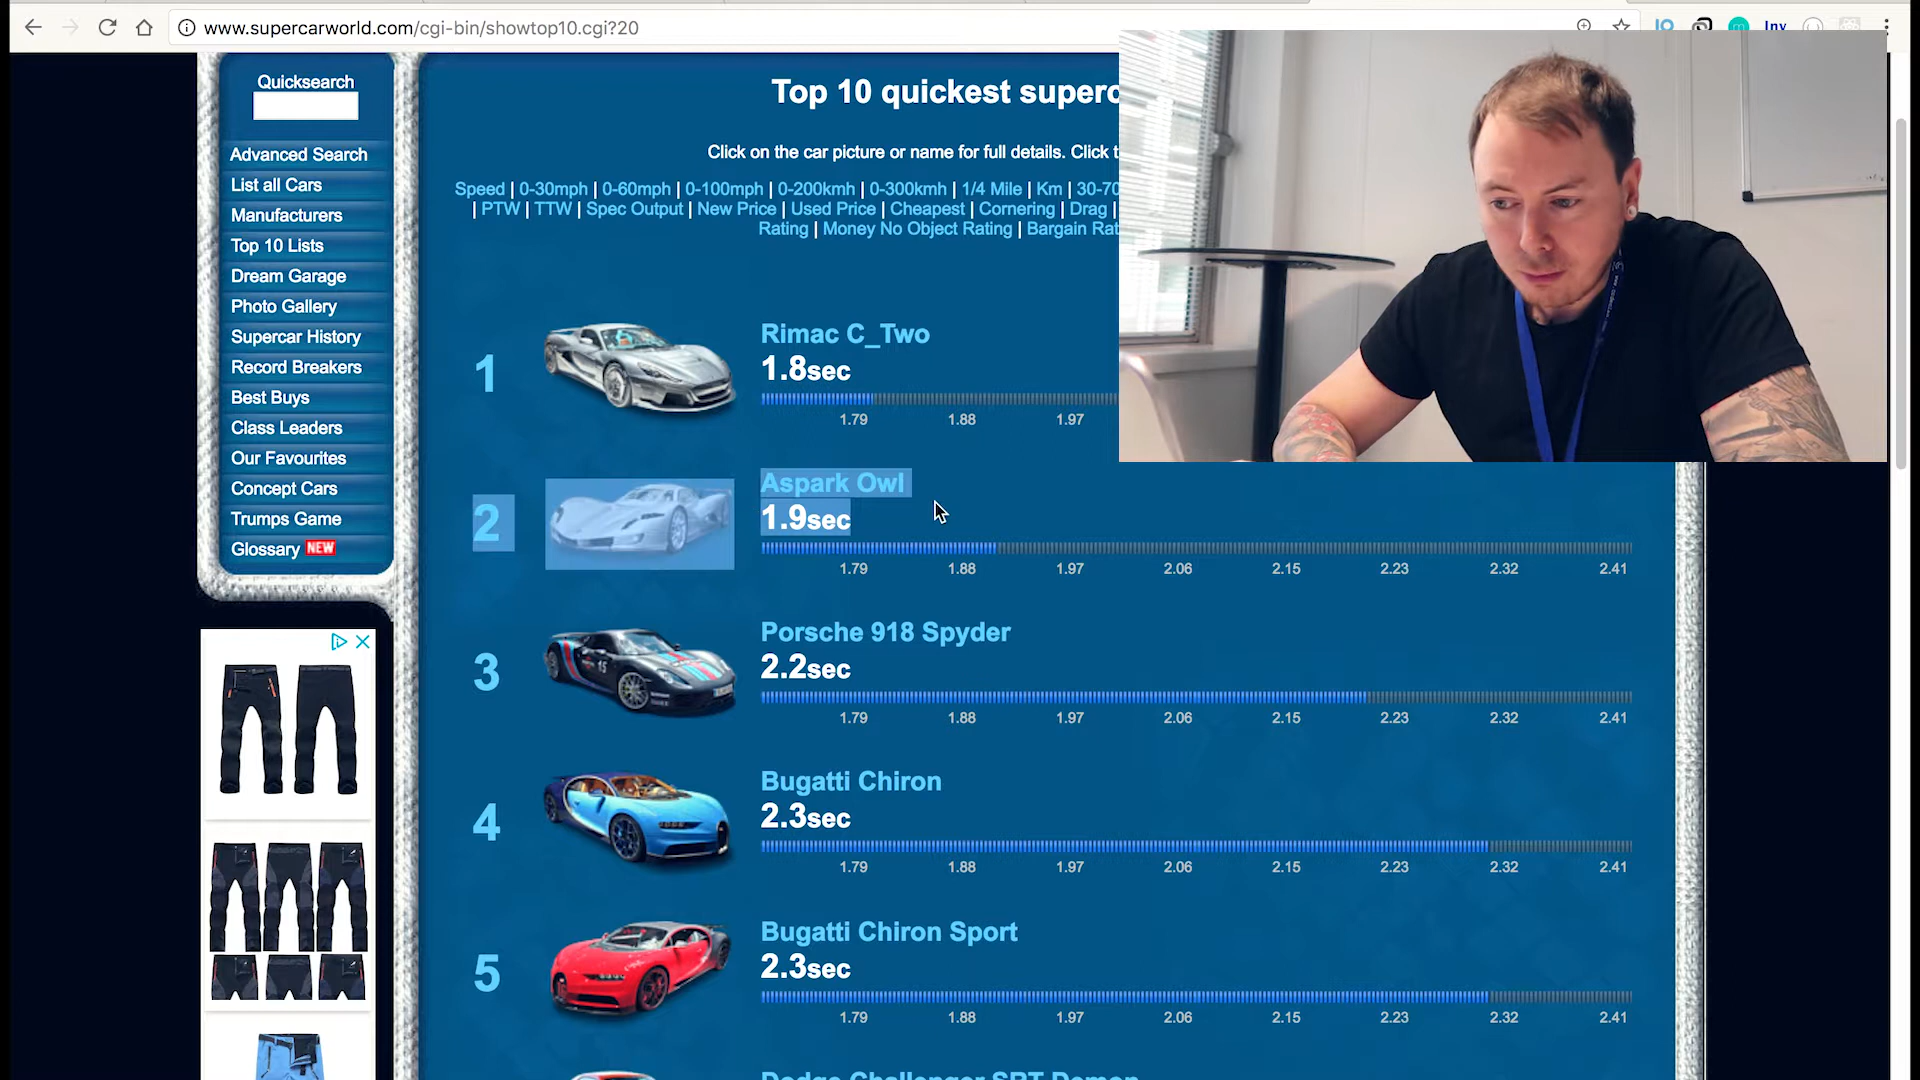 www.supercarworld.com/cgi-bin/showtop10.cgi?20
Inv
Quicksearch
Advanced Search
List all Cars
Manufacturers
Top 10 Lists
Dream Garage
Photo Gallery
Supercar History
Record Breakers
Best Buys
Class Leaders
Our Favourites
Concept Cars
Trumps Game
Glossary NEW
Top 10 quickest superc
Click on the car picture or name for full details. Click t
Speed | 0-30mph | 0-60mph | 0-100mph | 0-200kmh | 0-300kmh | 1/4 Mile | Km | 30-70
| PTW | TTW | Spec Output | New Price | Used Price | Cheapest | Cornering | Drag |
Rating | Money No Object Rating | Bargain Rat
1
Rimac C_Two
1.8sec
1.79 1.88 1.97
2
Aspark Owl
1.9sec
1.79 1.88 1.97 2.06 2.15 2.23 2.32 2.41
3
Porsche 918 Spyder
2.2sec
1.79 1.88 1.97 2.06 2.15 2.23 2.32 2.41
4
Bugatti Chiron
2.3sec
1.79 1.88 1.97 2.06 2.15 2.23 2.32 2.41
5
Bugatti Chiron Sport
2.3sec
1.79 1.88 1.97 2.06 2.15 2.23 2.32 2.41
Dodge Challenger SRT Demon